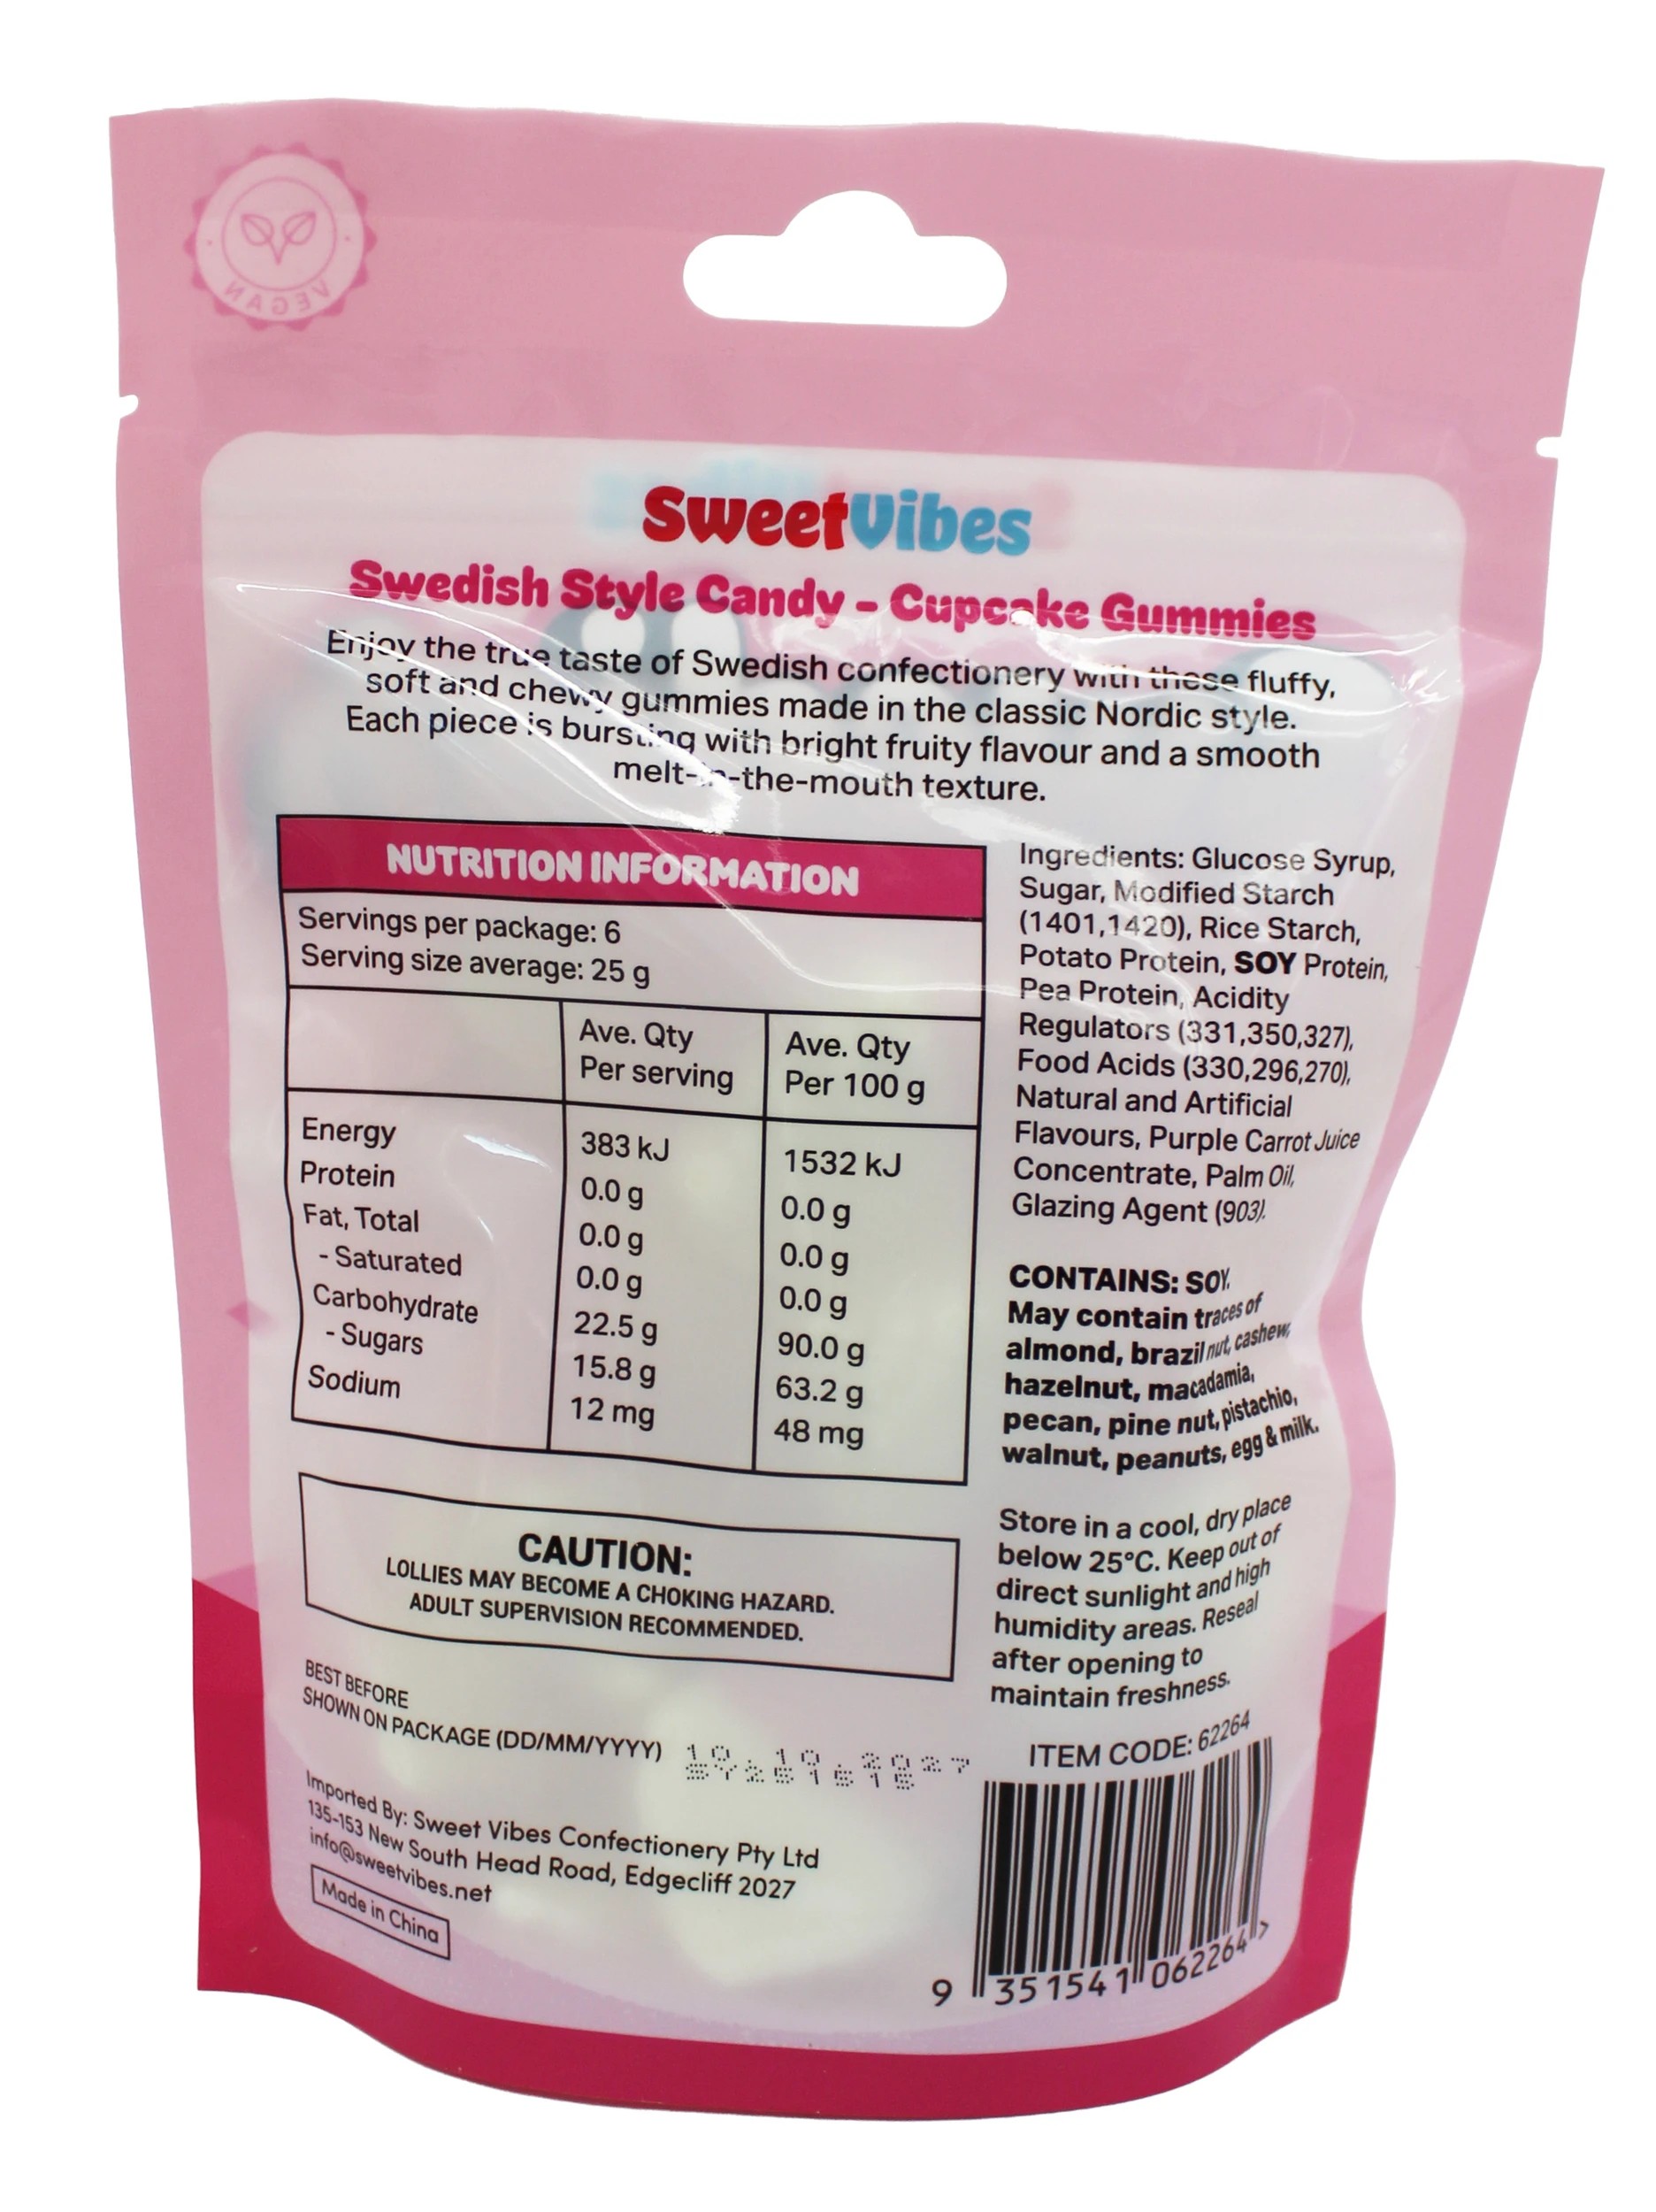 VEGAN
SweetVibes
Swedish Style Candy - Cupcake Gummies
Enjoy the true taste of Swedish confectionery with these fluffy,
soft and chewy gummies made in the classic Nordic style.
Each piece is bursting with bright fruity flavour and a smooth
melt-in-the-mouth texture.
NUTRITION INFORMATION
Servings per package: 6
Serving size average: 25 g
Ave. Qty Per serving Ave. Qty Per 100 g
Energy 383 kJ 1532 kJ
Protein 0.0 g 0.0 g
Fat, Total 0.0 g 0.0 g
- Saturated 0.0 g 0.0 g
Carbohydrate 22.5 g 90.0 g
- Sugars 15.8 g 63.2 g
Sodium 12 mg 48 mg
CAUTION:
LOLLIES MAY BECOME A CHOKING HAZARD.
ADULT SUPERVISION RECOMMENDED.
BEST BEFORE
SHOWN ON PACKAGE (DD/MM/YYYY) 10.10.2027
Imported By: Sweet Vibes Confectionery Pty Ltd
135-153 New South Head Road, Edgecliff 2027
info@sweetvibes.net
Made in China
Ingredients: Glucose Syrup,
Sugar, Modified Starch
(1401,1420), Rice Starch,
Potato Protein, SOY Protein,
Pea Protein, Acidity
Regulators (331,350,327),
Food Acids (330,296,270),
Natural and Artificial
Flavours, Purple Carrot Juice
Concentrate, Palm Oil,
Glazing Agent (903).
CONTAINS: SOY.
May contain traces of
almond, brazil nut, cashew,
hazelnut, macadamia,
pecan, pine nut, pistachio,
walnut, peanuts, egg & milk.
Store in a cool, dry place
below 25°C. Keep out of
direct sunlight and high
humidity areas. Reseal
after opening to
maintain freshness.
ITEM CODE: 62264
9 351541 062264 >